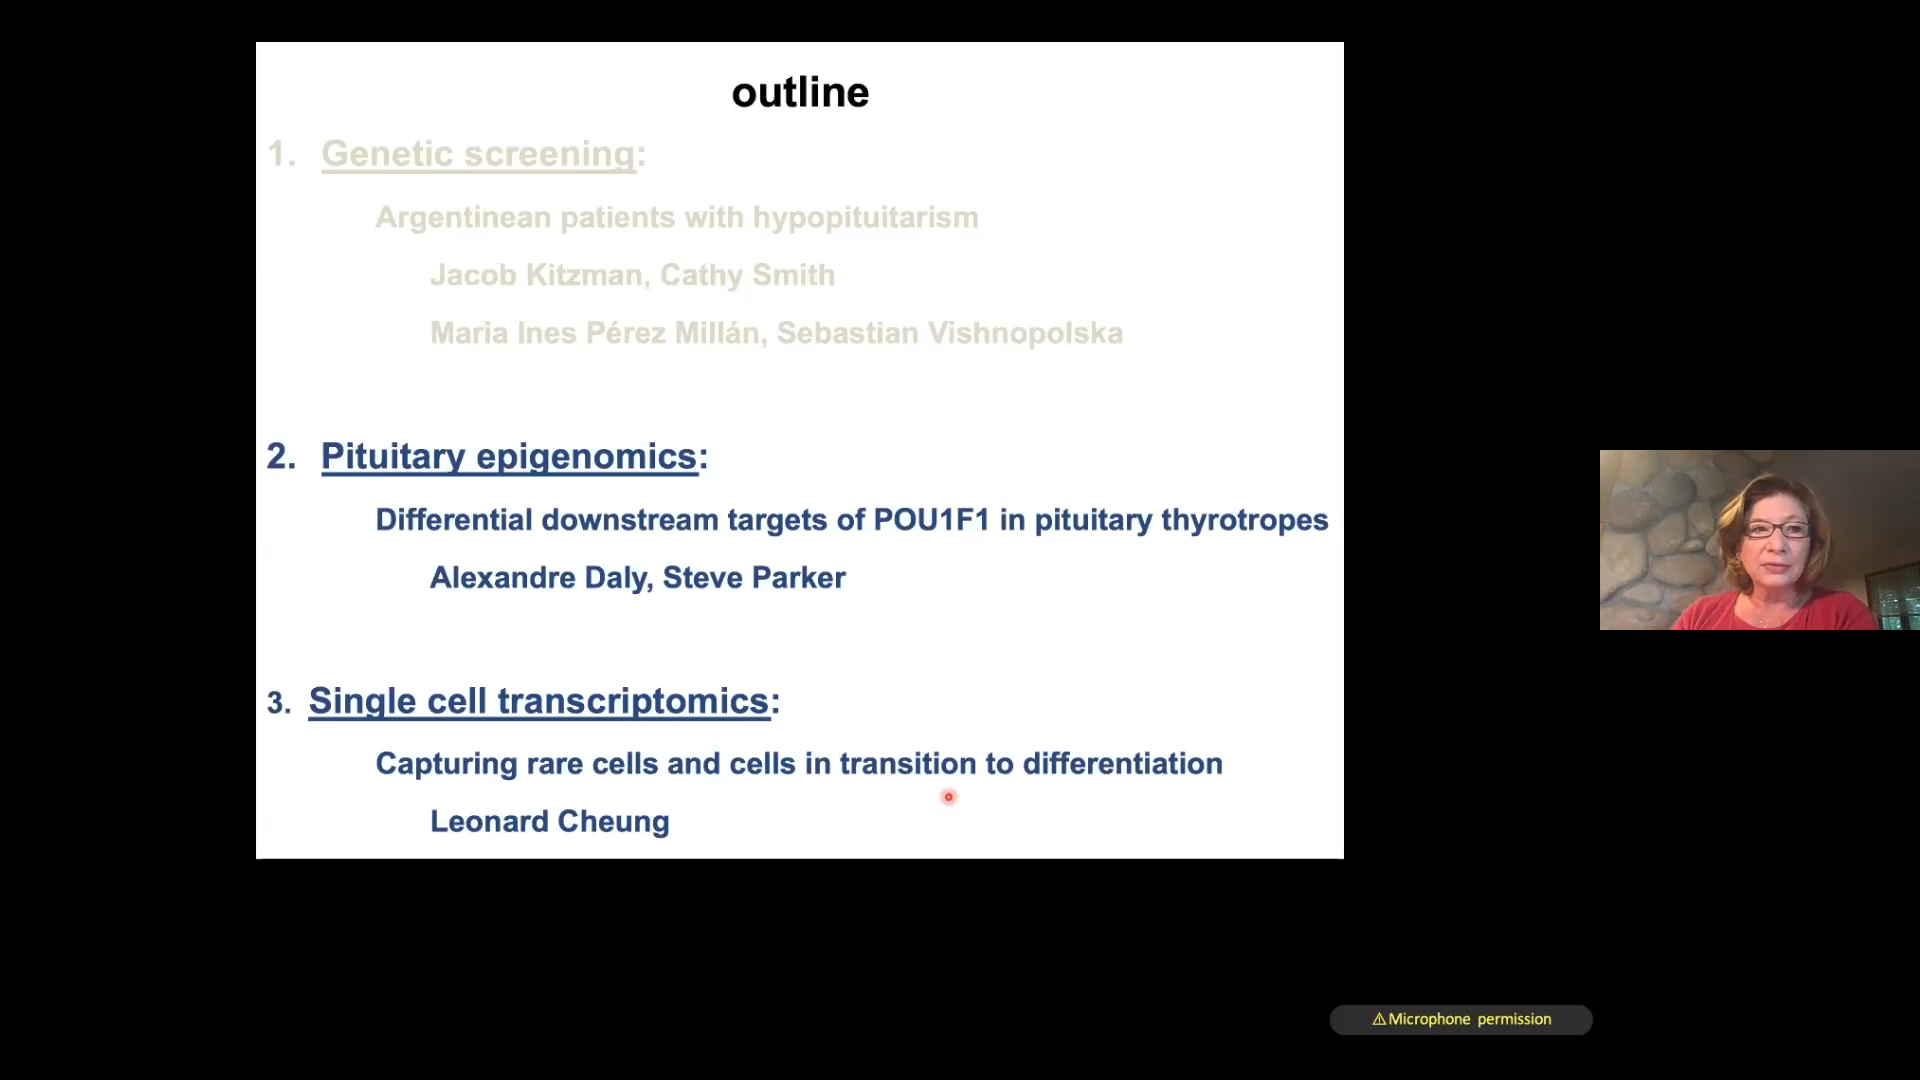 outline
1. Genetic screening:
Argentinean patients with hypopituitarism
Jacob Kitzman, Cathy Smith
Maria Ines Pérez Millán, Sebastian Vishnopolska
2. Pituitary epigenomics:
Differential downstream targets of POU1F1 in pituitary thyrotropes
Alexandre Daly, Steve Parker
3. Single cell transcriptomics:
Capturing rare cells and cells in transition to differentiation
Leonard Cheung
⚠Microphone permission